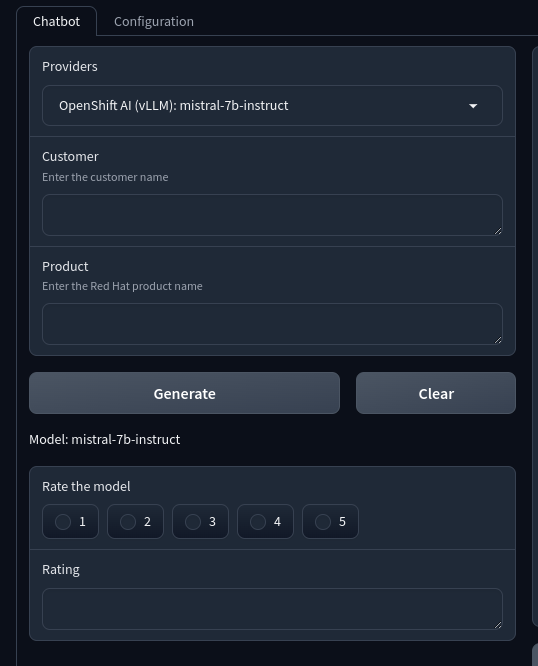 Chatbot Configuration
Providers
OpenShift AI (vLLM): mistral-7b-instruct
Customer
Enter the customer name
Product
Enter the Red Hat product name
Generate Clear
Model: mistral-7b-instruct
Rate the model
1 2 3 4 5
Rating